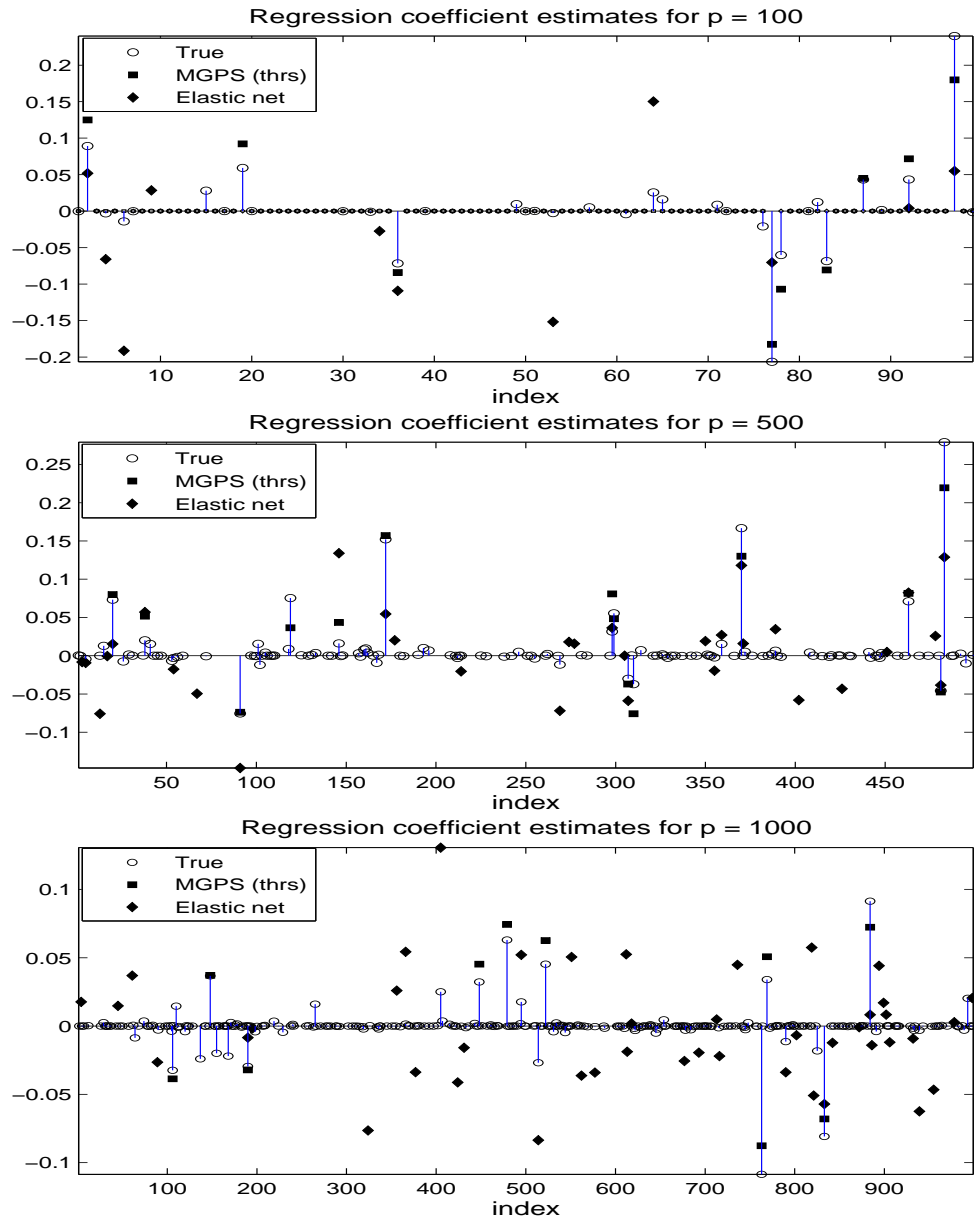 Regression coefficient estimates for p = 100
True
MGPS (thrs)
Elastic net
0.2
0.15
0.1
0.05
0
−0.05
−0.1
−0.15
−0.2
10 20 30 40 50 60 70 80 90
index
Regression coefficient estimates for p = 500
True
MGPS (thrs)
Elastic net
0.25
0.2
0.15
0.1
0.05
0
−0.05
−0.1
50 100 150 200 250 300 350 400 450
index
Regression coefficient estimates for p = 1000
True
MGPS (thrs)
Elastic net
0.1
0.05
0
−0.05
−0.1
100 200 300 400 500 600 700 800 900
index